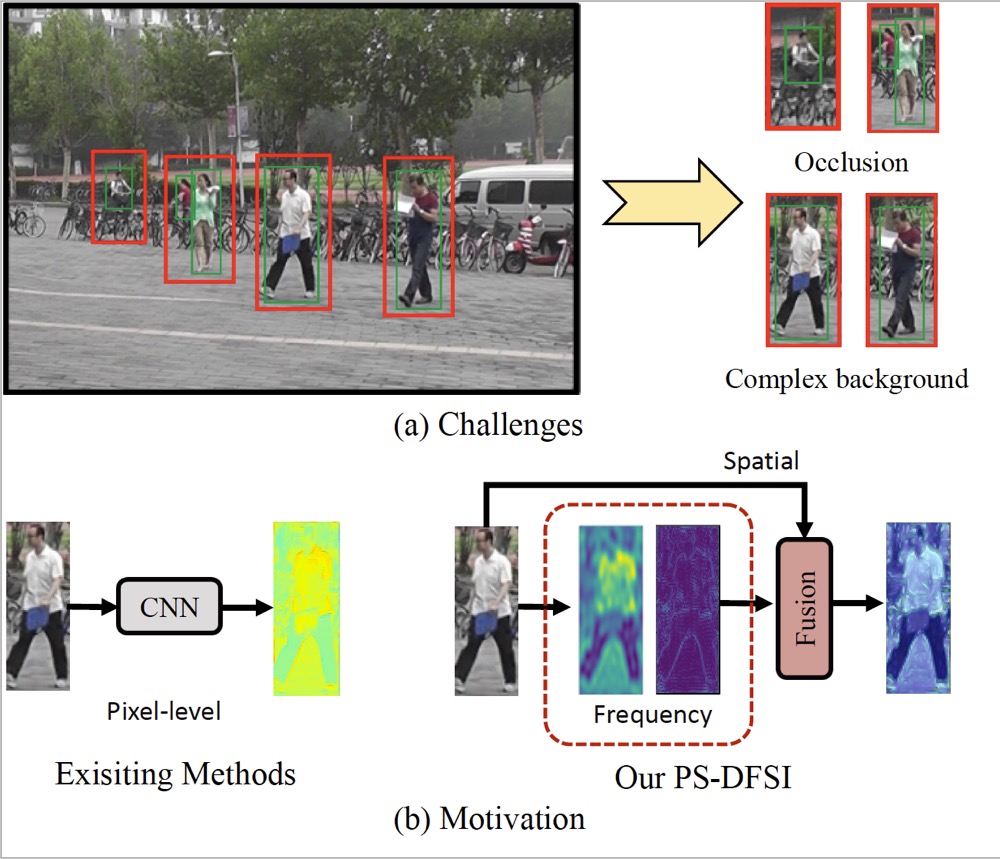 Occlusion
Complex background
(a) Challenges
Spatial
CNN
Fusion
Pixel-level
Frequency
Exisiting Methods
Our PS-DFSI
(b) Motivation